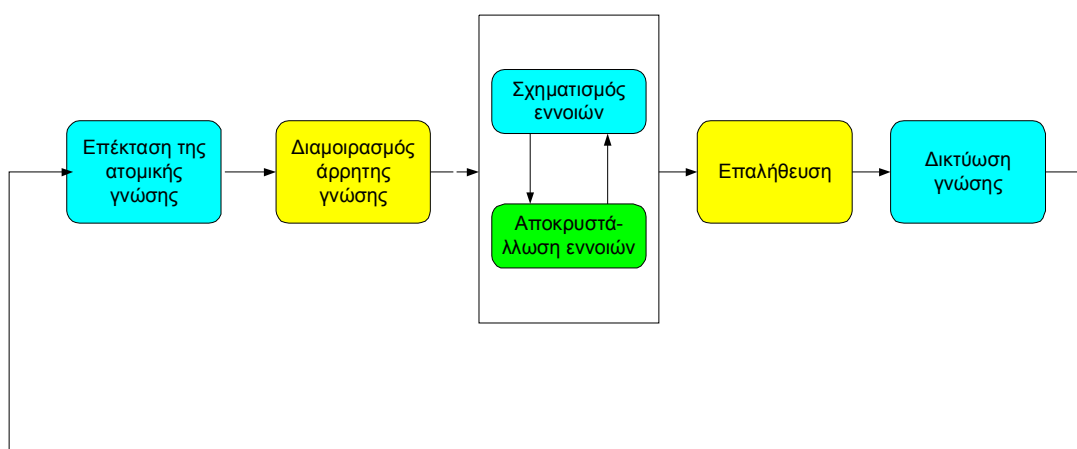 Επέκταση της
ατομικής
γνώσης
Διαμοιρασμός
άρρητης
γνώσης
Σχηματισμός
εννοιών
Αποκρυστά-
λλωση εννοιών
Επαλήθευση
Δικτύωση
γνώσης